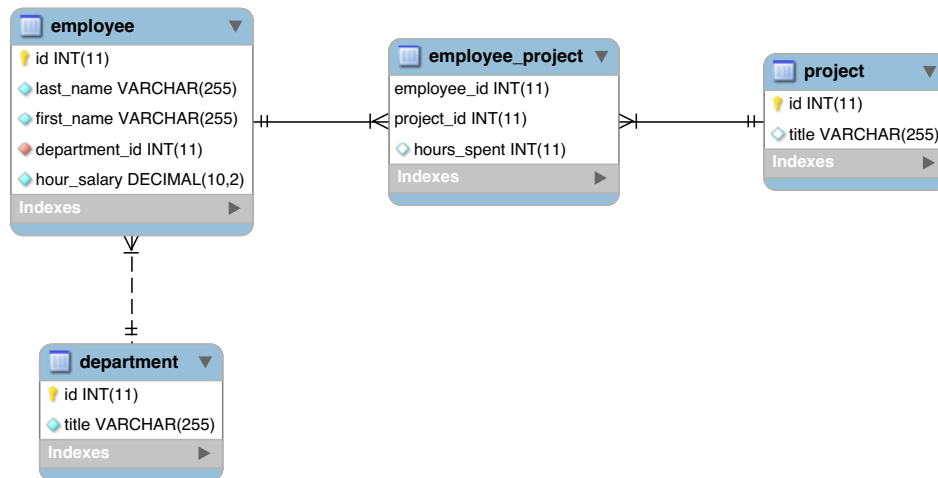 employee
id INT(11)
last_name VARCHAR(255)
first_name VARCHAR(255)
department_id INT(11)
hour_salary DECIMAL(10,2)
Indexes
employee_project
employee_id INT(11)
project_id INT(11)
hours_spent INT(11)
Indexes
project
id INT(11)
title VARCHAR(255)
Indexes
department
id INT(11)
title VARCHAR(255)
Indexes